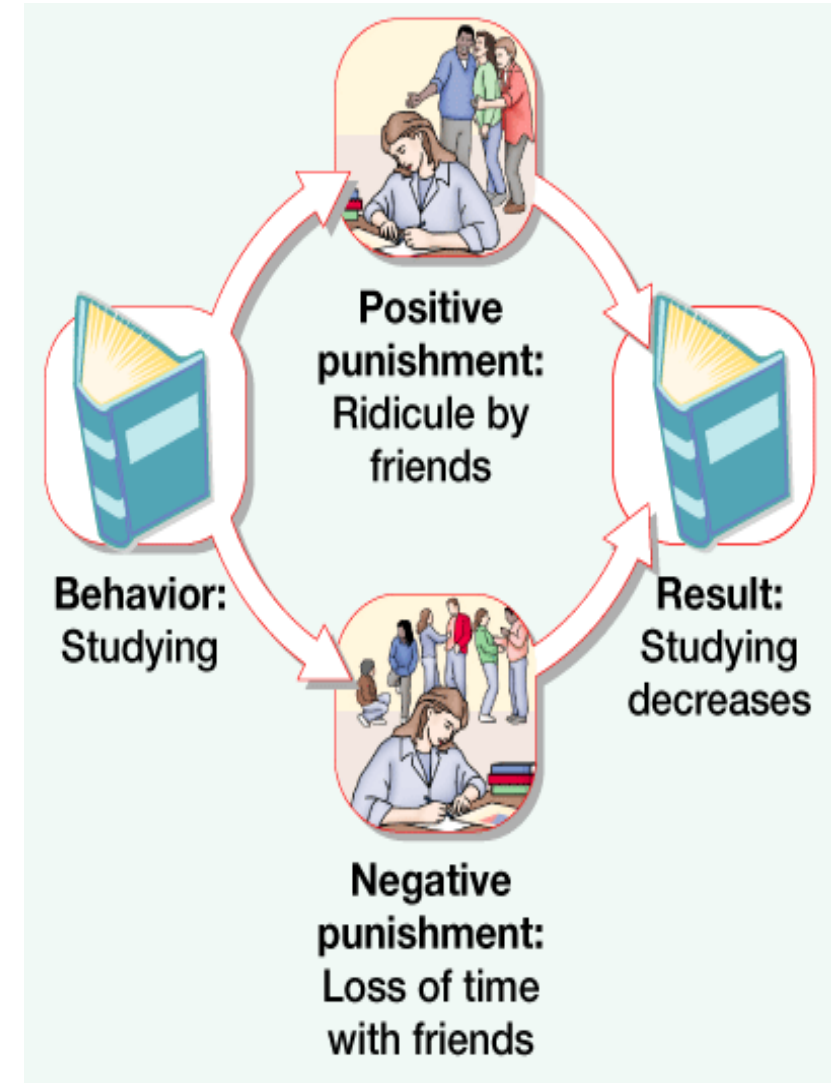 Positive
punishment:
Ridicule by
friends
Behavior:
Studying
Result:
Studying
decreases
Negative
punishment:
Loss of time
with friends